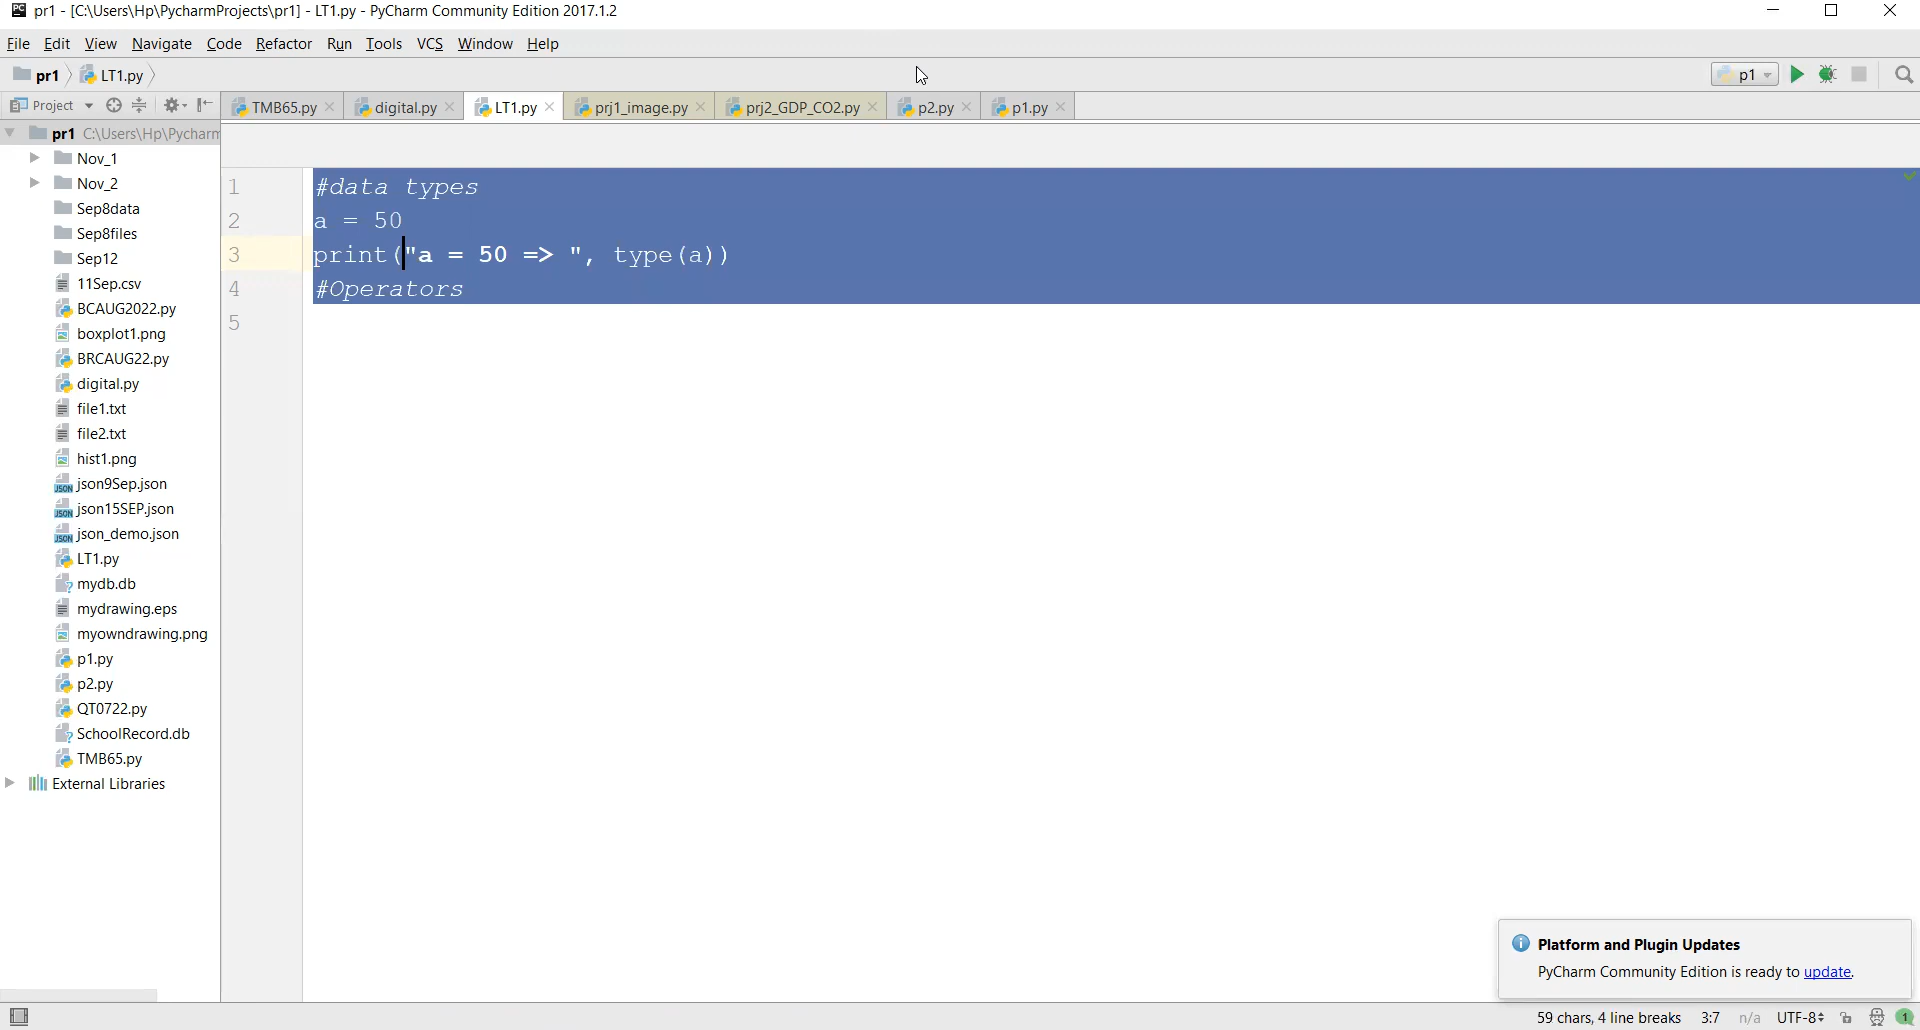 pr1 - [C:\Users\Hp\PycharmProjects\pr1] - LT1.py - PyCharm Community Edition 2017.1.2
File Edit View Navigate Code Refactor Run Tools VCS Window Help
pr1 LT1.py p1
Project TMB65.py digital.py LT1.py prj1_image.py prj2_GDP_CO2.py p2.py p1.py
pr1 C:\Users\Hp\Pycharm
Nov_1
Nov_2
Sep8data
Sep8files
Sep12
11Sep.csv
BCAUG2022.py
boxplot1.png
BRCAUG22.py
digital.py
file1.txt
file2.txt
hist1.png
json9Sep.json
json15SEP.json
json_demo.json
LT1.py
mydb.db
mydrawing.eps
myowndrawing.png
p1.py
p2.py
QT0722.py
SchoolRecord.db
TMB65.py
External Libraries
1 #data types
2 a = 50
3 print("a = 50 => ", type(a))
4 #Operators
5
Platform and Plugin Updates
PyCharm Community Edition is ready to update.
59 chars, 4 line breaks 3:7 n/a UTF-8 1